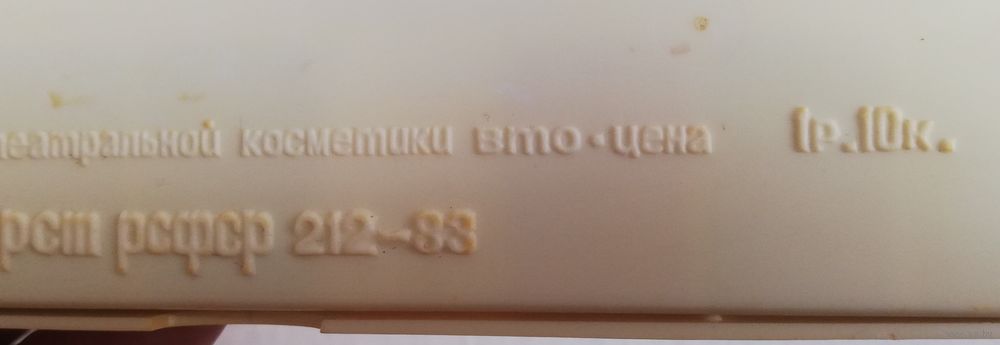 театральной косметики вто · цена 1р.10к.
рст рсфср 212-83